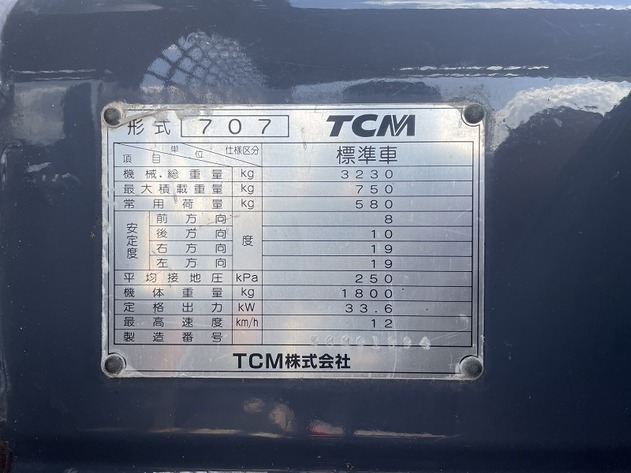 形式 707 TCM
項目 単位 仕様区分 標準車
機械総重量 kg 3230
最大積載重量 kg 750
常用荷重 kg 580
安定度 前方向 度 8
後方向 10
右方向 19
左方向 19
平均接地圧 kPa 250
機体重量 kg 1800
定格出力 kW 33.6
最高速度 km/h 12
製造番号
TCM株式会社